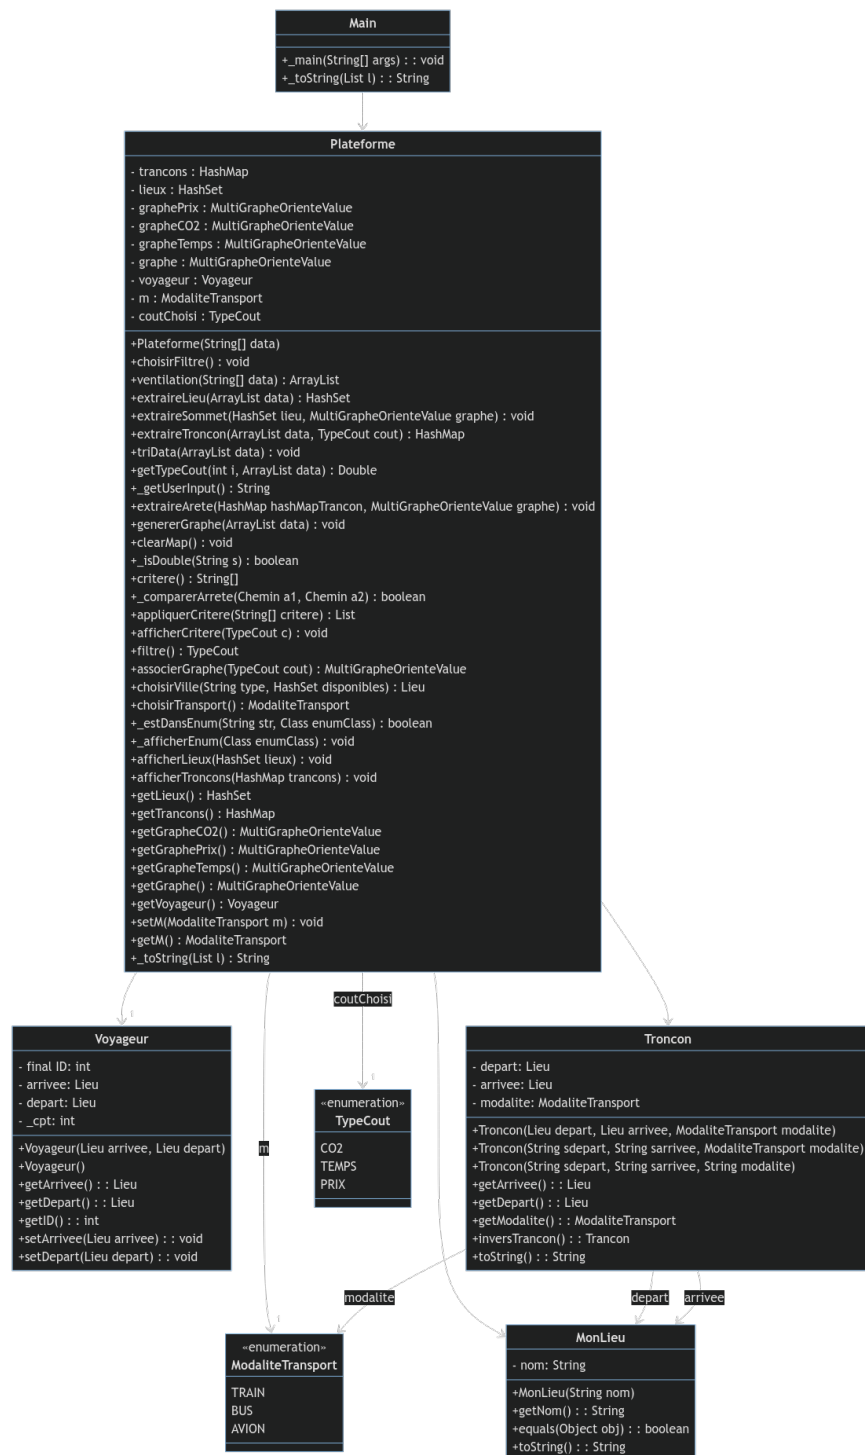 Main
+_main(String[] args) : : void
+_toString(List l) : : String
Plateforme
- trancons : HashMap
- lieux : HashSet
- graphePrix : MultiGrapheOrienteValue
- grapheCO2 : MultiGrapheOrienteValue
- grapheTemps : MultiGrapheOrienteValue
- graphe : MultiGrapheOrienteValue
- voyageur : Voyageur
- m : ModaliteTransport
- coutChoisi : TypeCout
+Plateforme(String[] data)
+choisirFiltre() : void
+ventilation(String[] data) : ArrayList
+extraireLieu(ArrayList data) : HashSet
+extraireSommet(HashSet lieu, MultiGrapheOrienteValue graphe) : void
+extraireTroncon(ArrayList data, TypeCout cout) : HashMap
+triData(ArrayList data) : void
+getTypeCout(int i, ArrayList data) : Double
+_getUserInput() : String
+extraireArete(HashMap hashMapTrancon, MultiGrapheOrienteValue graphe) : void
+genererGraphe(ArrayList data) : void
+clearMap() : void
+_isDouble(String s) : boolean
+critere() : String[]
+_comparerArrete(Chemin a1, Chemin a2) : boolean
+appliquerCritere(String[] critere) : List
+afficherCritere(TypeCout c) : void
+filtre() : TypeCout
+associerGraphe(TypeCout cout) : MultiGrapheOrienteValue
+choisirVille(String type, HashSet disponibles) : Lieu
+choisirTransport() : ModaliteTransport
+_estDansEnum(String str, Class enumClass) : boolean
+_afficherEnum(Class enumClass) : void
+afficherLieux(HashSet lieux) : void
+afficherTroncons(HashMap trancons) : void
+getLieux() : HashSet
+getTrancons() : HashMap
+getGrapheCO2() : MultiGrapheOrienteValue
+getGraphePrix() : MultiGrapheOrienteValue
+getGrapheTemps() : MultiGrapheOrienteValue
+getGraphe() : MultiGrapheOrienteValue
+getVoyageur() : Voyageur
+setM(ModaliteTransport m) : void
+getM() : ModaliteTransport
+_toString(List l) : String
coutChoisi
Voyageur
- final ID: int
- arrivee: Lieu
- depart: Lieu
- _cpt: int
+Voyageur(Lieu arrivee, Lieu depart)
+Voyageur()
+getArrivee() : : Lieu
+getDepart() : : Lieu
+getID() : : int
+setArrivee(Lieu arrivee) : : void
+setDepart(Lieu depart) : : void
m
«enumeration»
TypeCout
CO2
TEMPS
PRIX
Troncon
- depart: Lieu
- arrivee: Lieu
- modalite: ModaliteTransport
+Troncon(Lieu depart, Lieu arrivee, ModaliteTransport modalite)
+Troncon(String sdepart, String sarrivee, ModaliteTransport modalite)
+Troncon(String sdepart, String sarrivee, String modalite)
+getArrivee() : : Lieu
+getDepart() : : Lieu
+getModalite() : : ModaliteTransport
+inversTrancon() : : Trancon
+toString() : : String
modalite
depart
arrivee
«enumeration»
ModaliteTransport
TRAIN
BUS
AVION
MonLieu
- nom: String
+MonLieu(String nom)
+getNom() : : String
+equals(Object obj) : : boolean
+toString() : : String